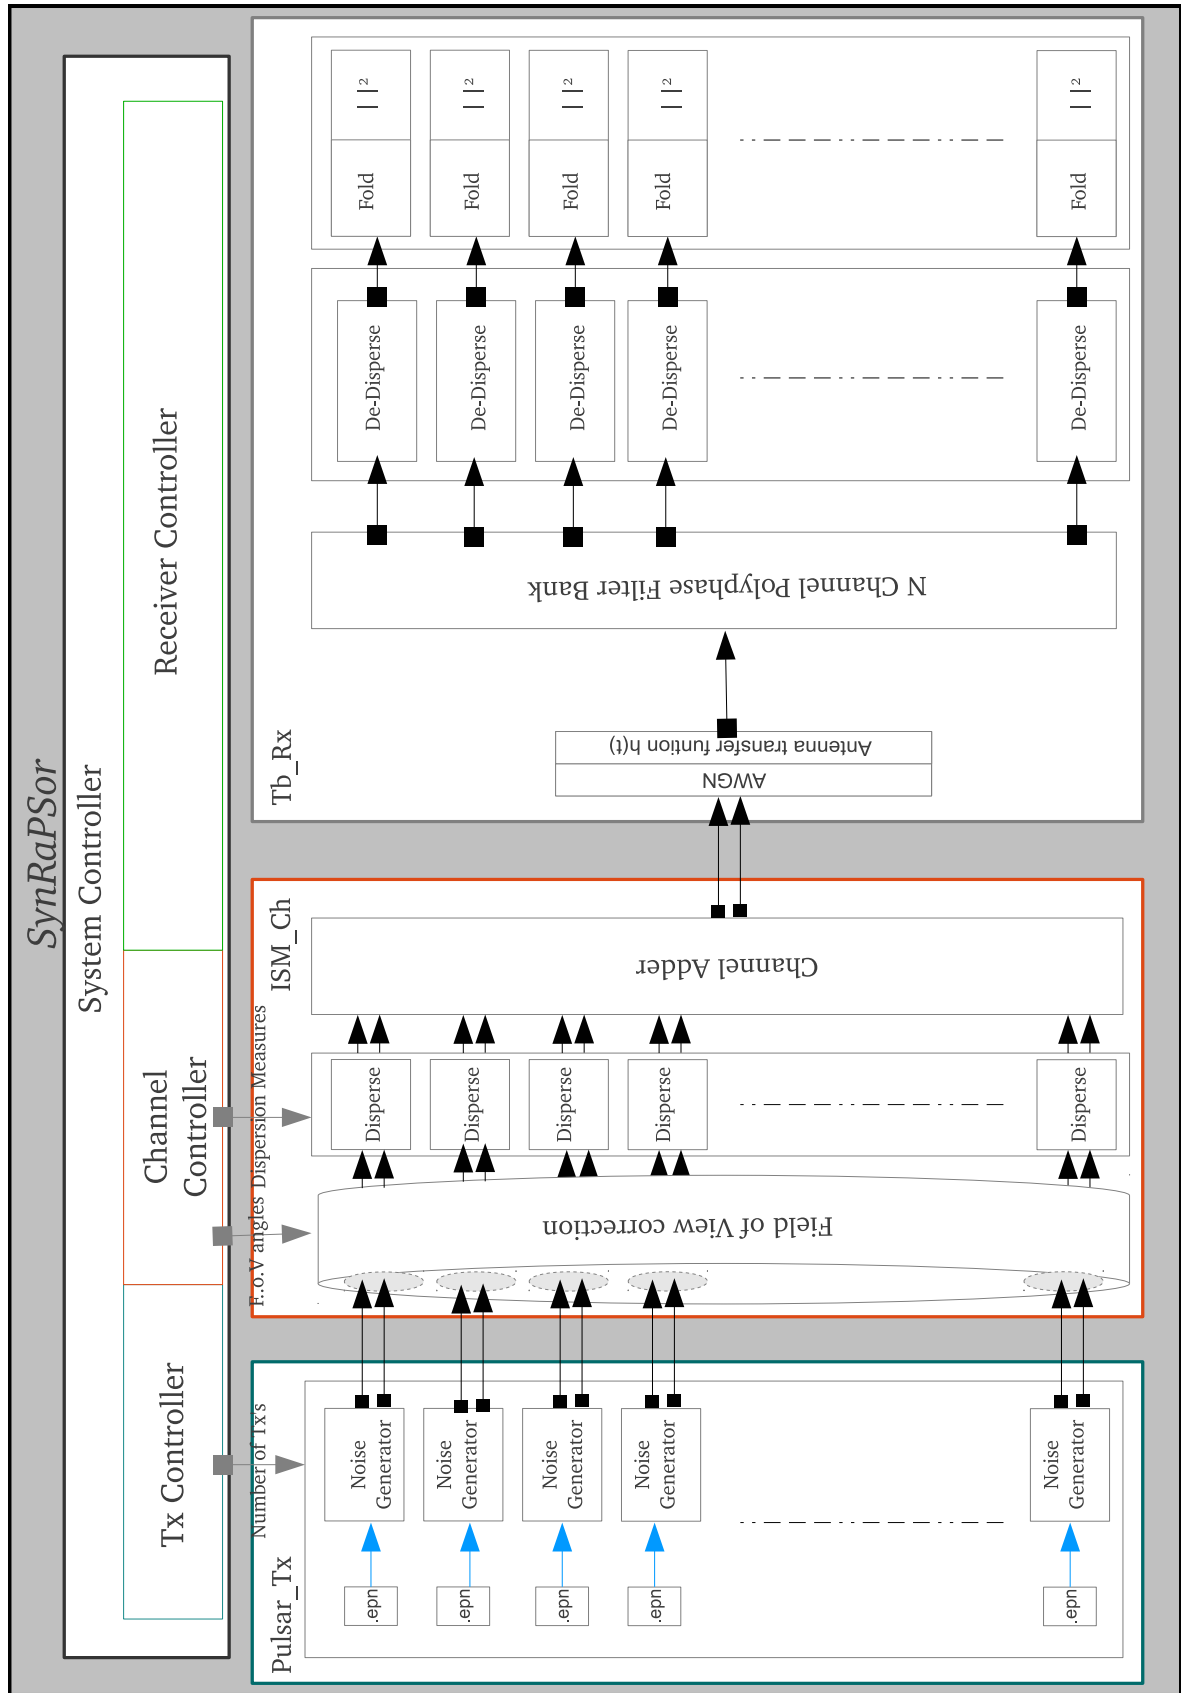 SynRaPSor
System Controller
Tx Controller
Channel
Controller
Receiver Controller
Number of Tx's
F..o.V angles
Dispersion Measures
Pulsar_Tx
.epn
.epn
.epn
.epn
.epn
Noise
Generator
Noise
Generator
Noise
Generator
Noise
Generator
Noise
Generator
ISM_Ch
Field of View correction
Disperse
Disperse
Disperse
Disperse
Disperse
Channel Adder
Tb_Rx
AWGN
Antenna transfer funtion h(t)
N Channel Polyphase Filter Bank
De-Disperse
De-Disperse
De-Disperse
De-Disperse
De-Disperse
Fold
| |²
Fold
| |²
Fold
| |²
Fold
| |²
Fold
| |²